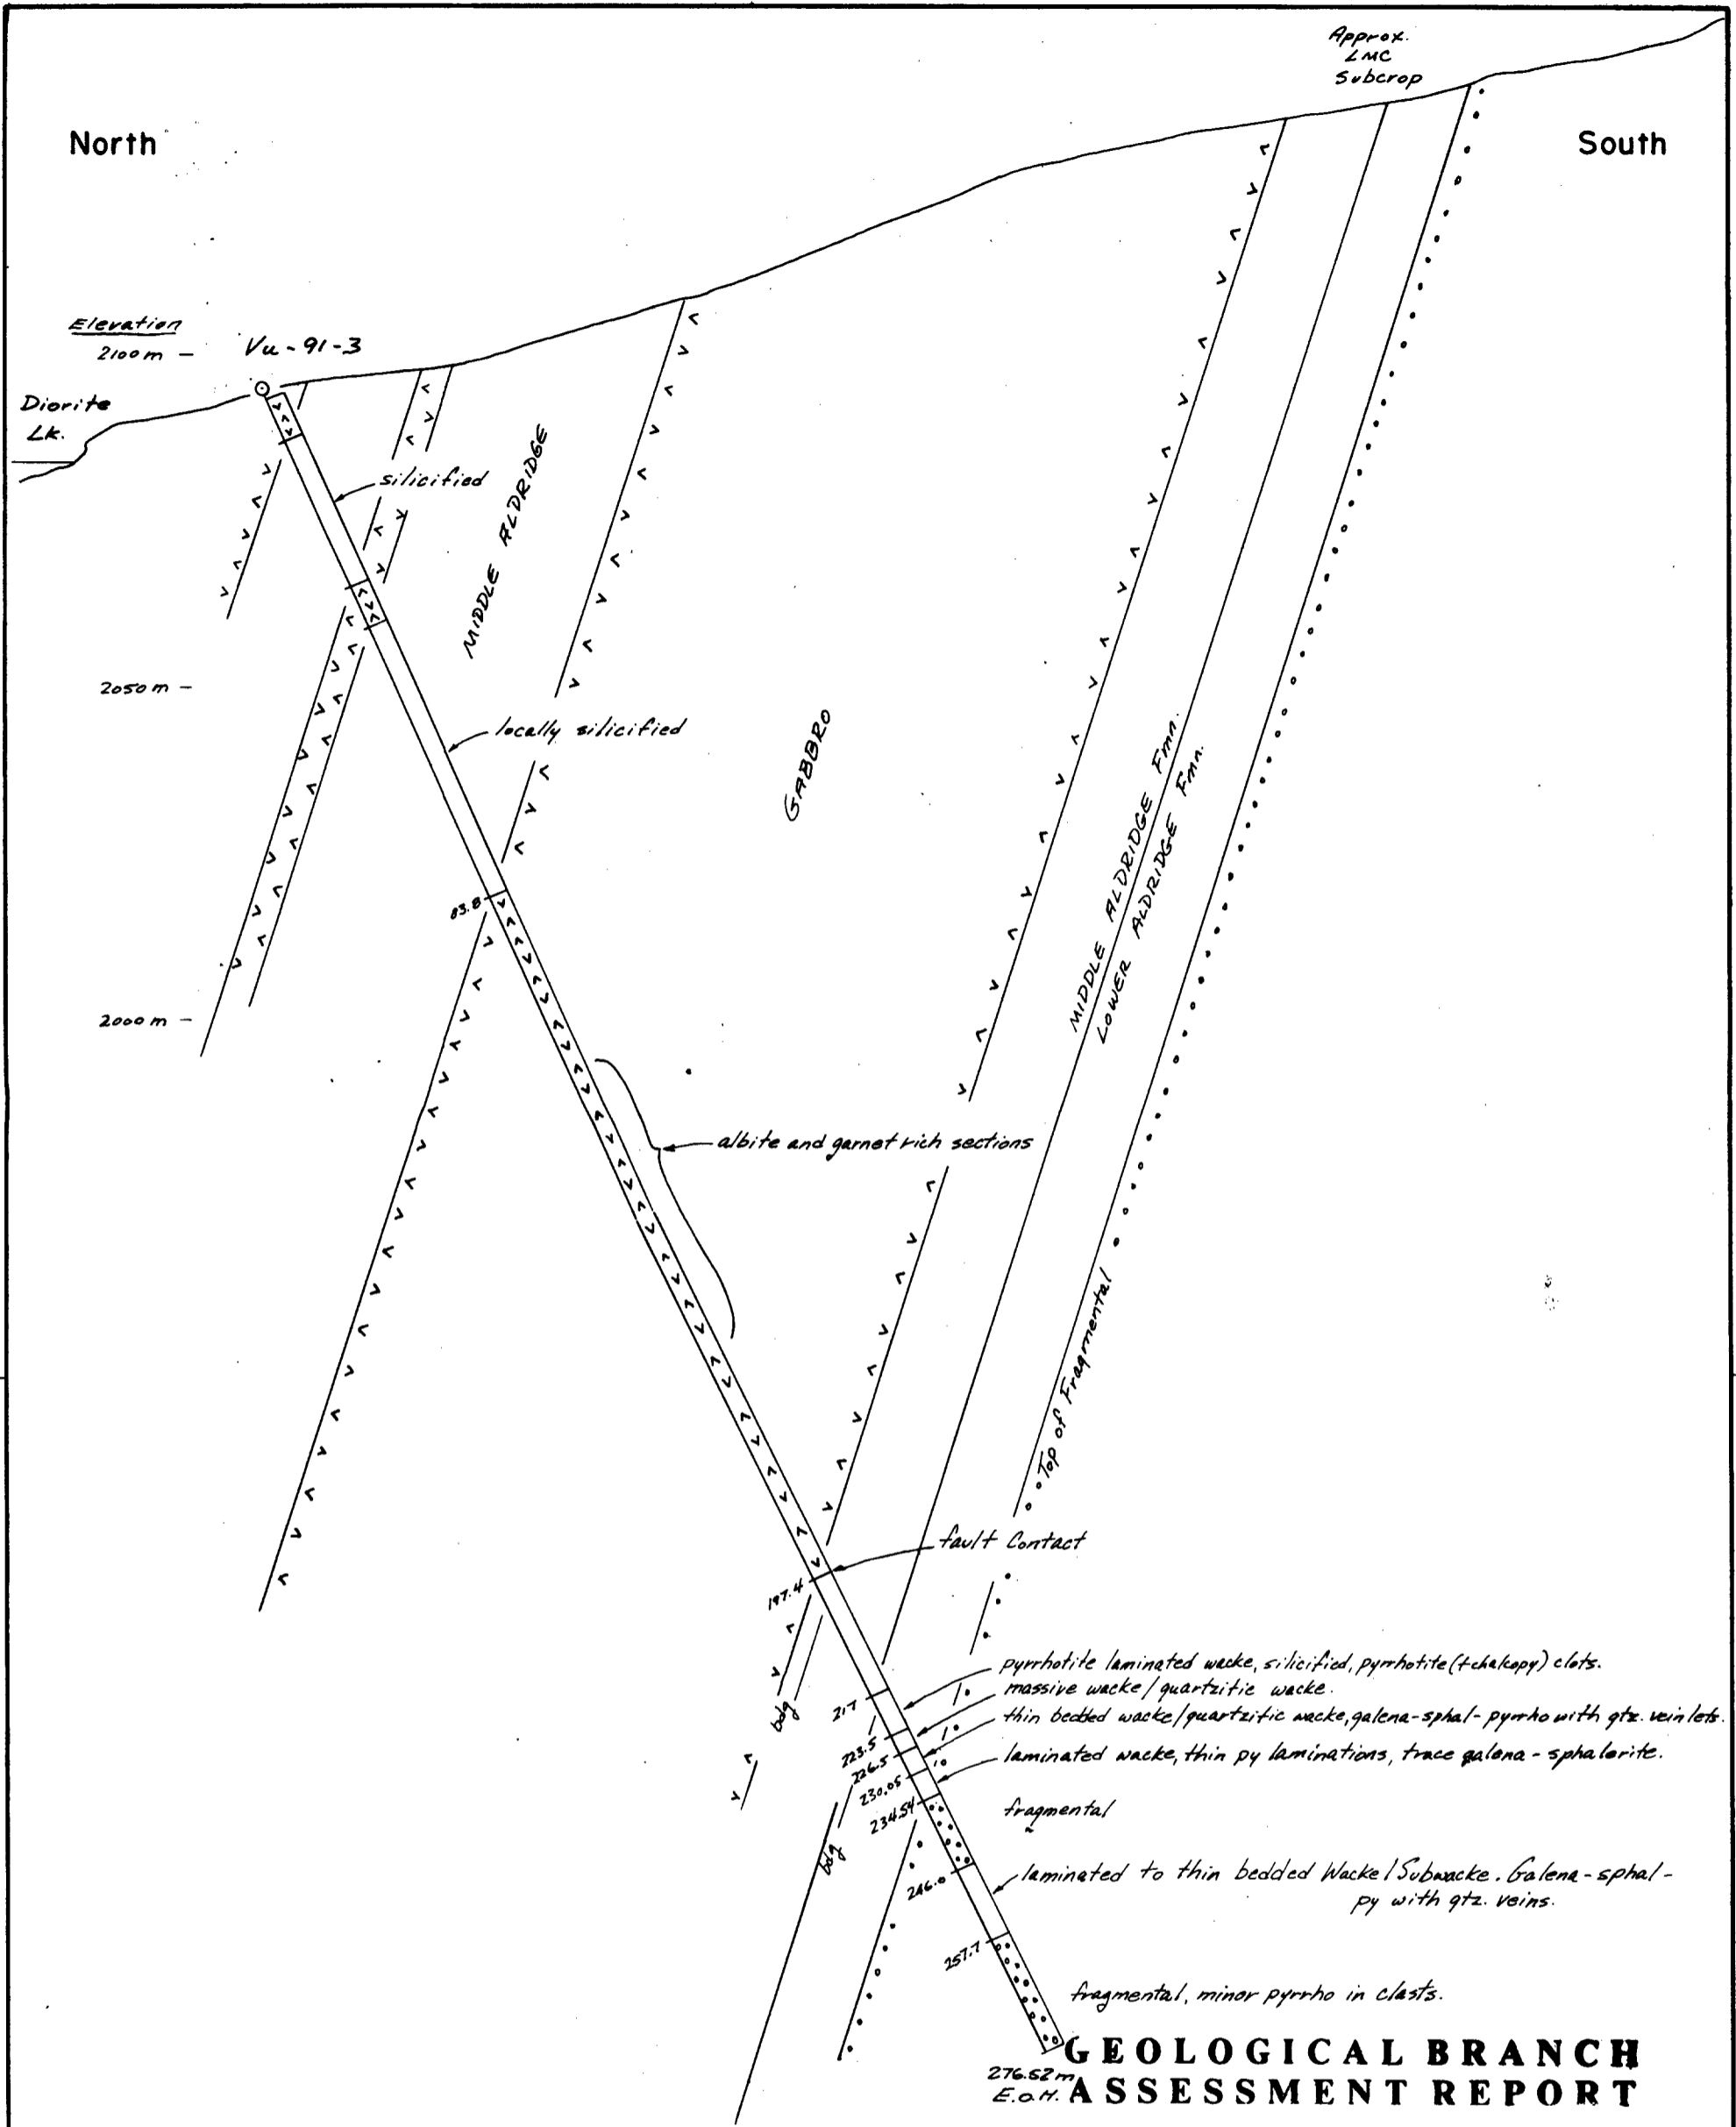 Approx.
LMC
Subcrop
North
South
Elevation
2100 m –
Vu-91-3
Diorite
Lk.
silicified
MIDDLE ALDRIDGE
2050 m –
locally silicified
GABBRO
MIDDLE ALDRIDGE Fmn.
LOWER ALDRIDGE Fmn.
83.8
2000 m –
albite and garnet rich sections
Top of Fragmental
fault Contact
197.4
pyrrhotite laminated wacke, silicified, pyrrhotite (±chalcopy) clots.
massive wacke/quartzitic wacke.
217
bdg
thin bedded wacke/quartzitic wacke, galena-sphal-pyrrho with qtz. veinlets.
223.5
226.5
laminated wacke, thin py laminations, trace galena-sphalerite.
230.05
234.54
fragmental
bdg
246.0
laminated to thin bedded Wacke/Subwacke. Galena-sphal-
py with qtz. veins.
257.7
fragmental, minor pyrrho in clasts.
276.52 m
E.O.H.
GEOLOGICAL BRANCH
ASSESSMENT REPORT